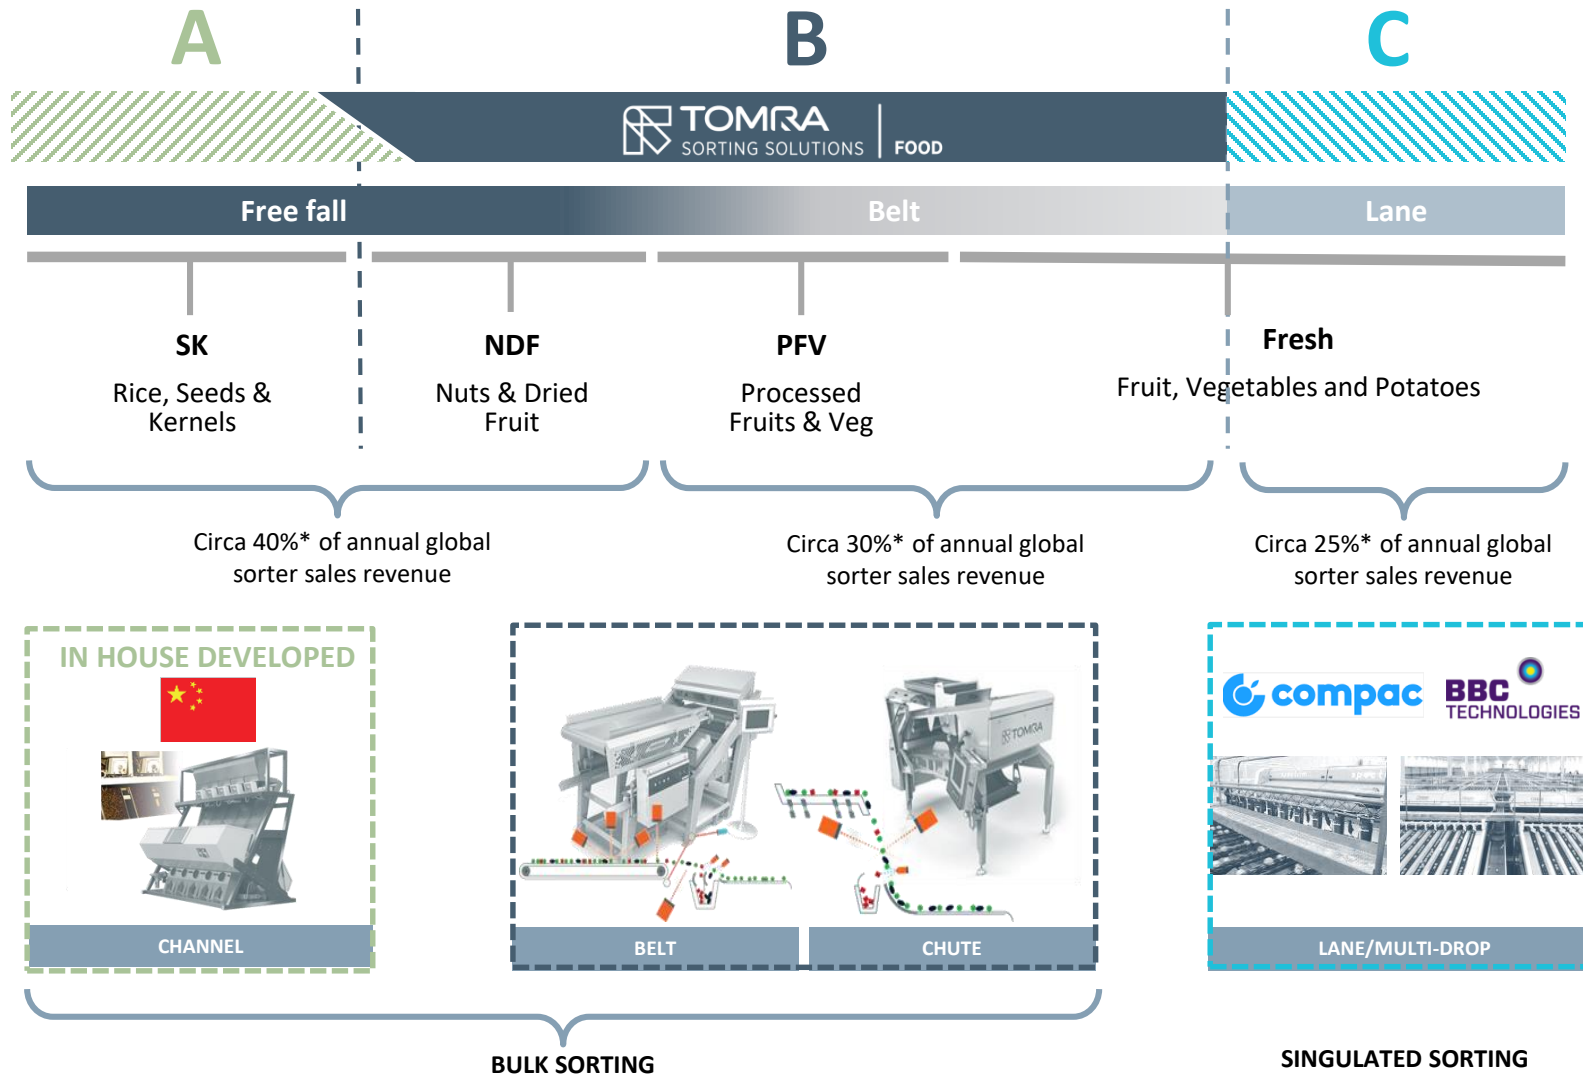 A
B
C
TOMRA
SORTING SOLUTIONS
FOOD
Free fall
Belt
Lane
SK
Rice, Seeds &
Kernels
NDF
Nuts & Dried
Fruit
PFV
Processed
Fruits & Veg
Fresh
Fruit, Vegetables and Potatoes
Circa 40%* of annual global
sorter sales revenue
Circa 30%* of annual global
sorter sales revenue
Circa 25%* of annual global
sorter sales revenue
IN HOUSE DEVELOPED
TOMRA
compac
BBC
TECHNOLOGIES
CHANNEL
BELT
CHUTE
LANE/MULTI-DROP
BULK SORTING
SINGULATED SORTING